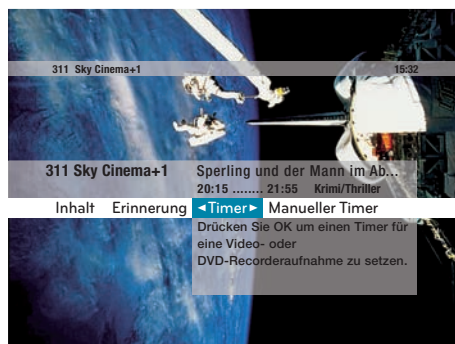 311 Sky Cinema+1 15:32
311 Sky Cinema+1 Sperling und der Mann im Ab...
20:15 ........ 21:55 Krimi/Thriller
Inhalt Erinnerung ◄Timer► Manueller Timer
Drücken Sie OK um einen Timer für
eine Video- oder
DVD-Recorderaufnahme zu setzen.